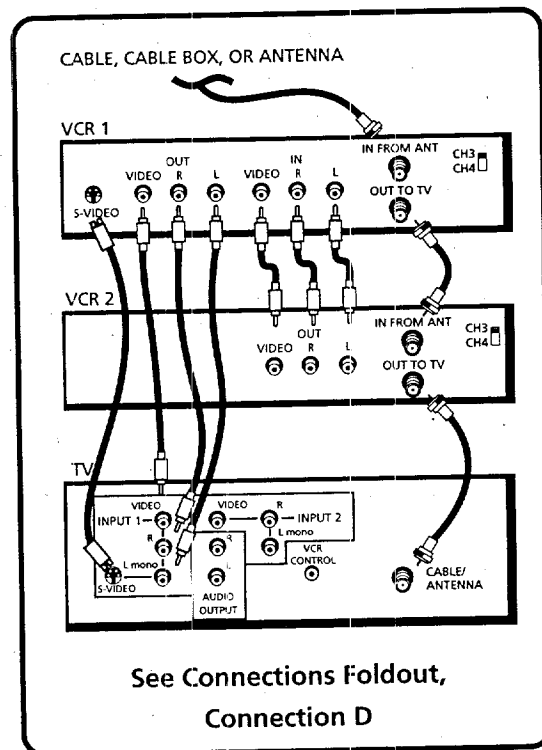 CABLE, CABLE BOX, OR ANTENNA
VCR 1
OUT
IN
IN FROM ANT
VIDEO R L VIDEO R L
CH3
CH4
S-VIDEO
OUT TO TV
VCR 2
IN FROM ANT
OUT
CH3
CH4
VIDEO R L
OUT TO TV
TV
VIDEO
R
INPUT 1
INPUT 2
R
L mono
R
L mono
L
VCR
CONTROL
S-VIDEO
AUDIO
OUTPUT
CABLE/
ANTENNA
See Connections Foldout,
Connection D